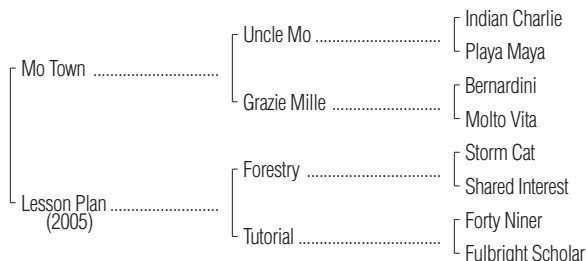 Indian Charlie
Uncle Mo ................................
Playa Maya
Mo Town ................................
Bernardini
Grazie Mille ............................
Molto Vita
Storm Cat
Forestry .................................
Shared Interest
Lesson Plan ............................
(2005)
Forty Niner
Tutorial ...................................
Fulbright Scholar